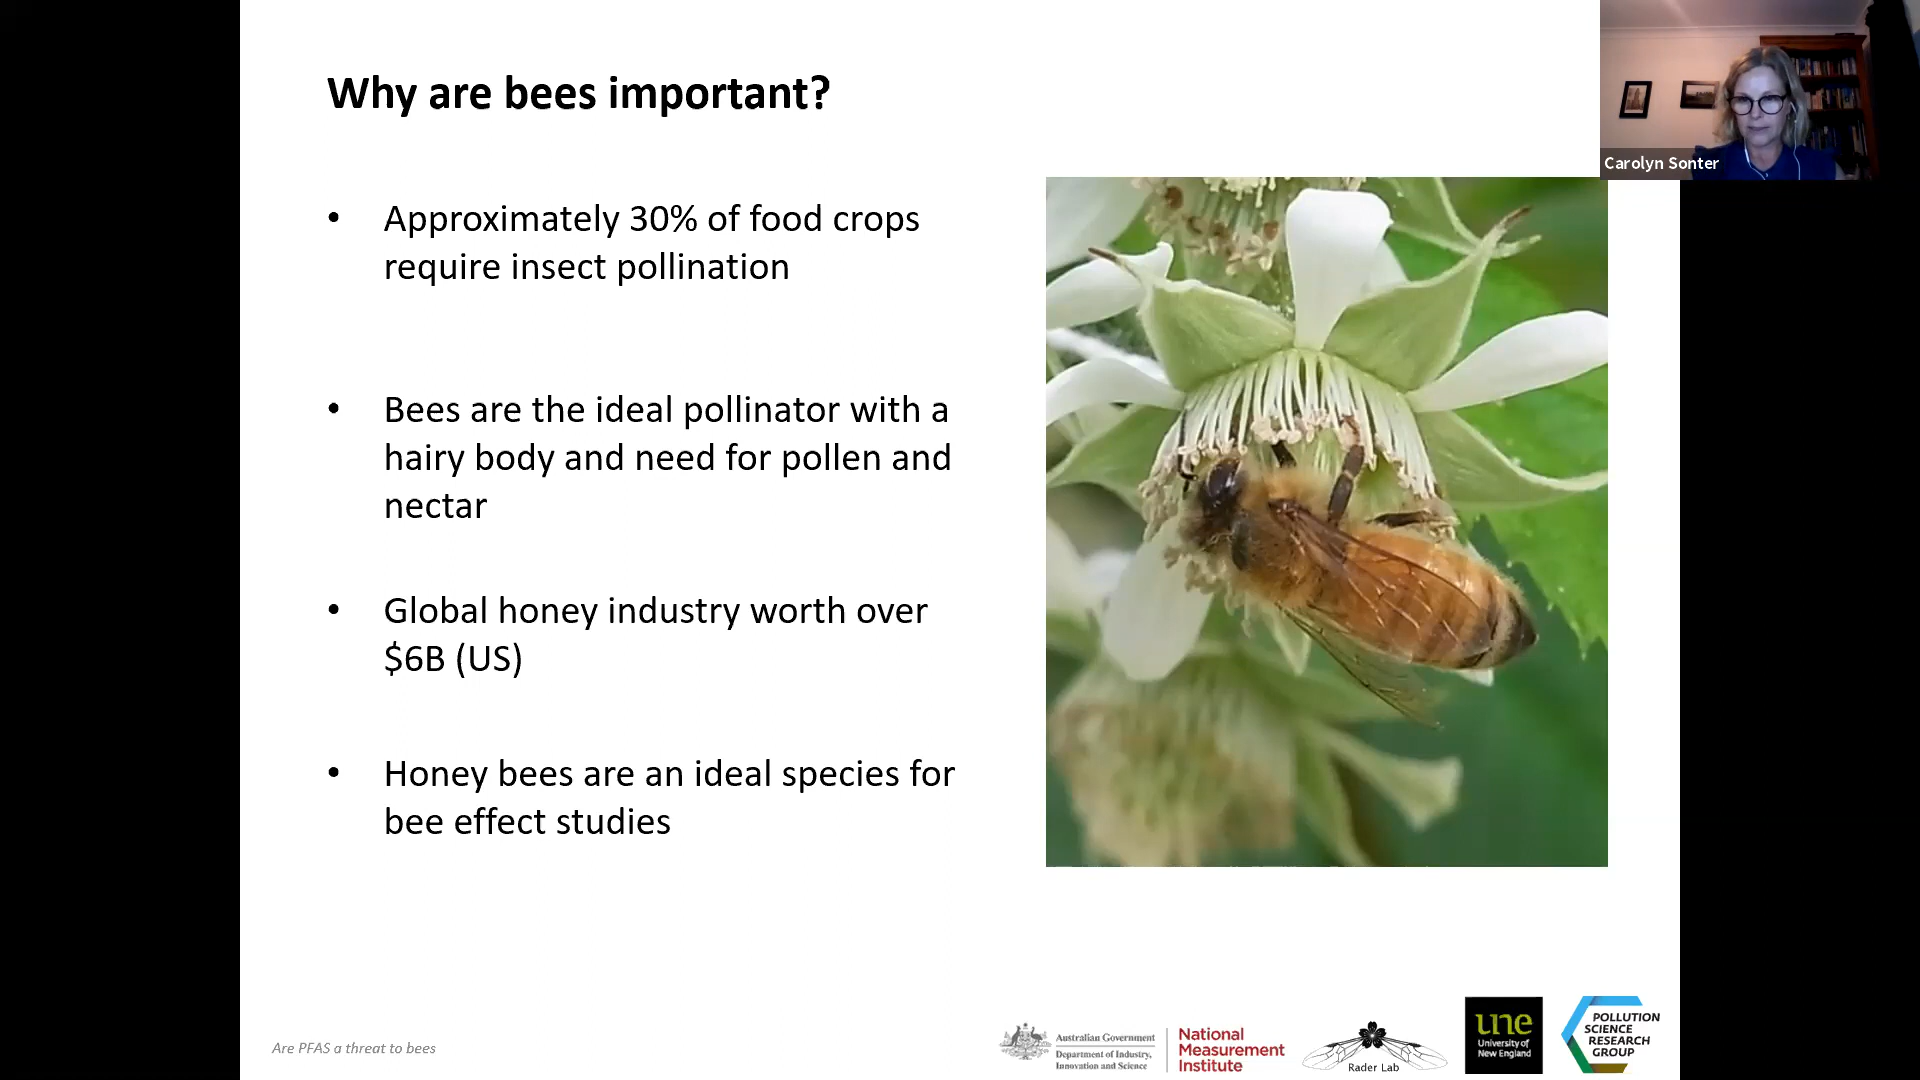 Why are bees important?
Carolyn Sonter
• Approximately 30% of food crops
require insect pollination
• Bees are the ideal pollinator with a
hairy body and need for pollen and
nectar
• Global honey industry worth over
$6B (US)
• Honey bees are an ideal species for
bee effect studies
Are PFAS a threat to bees
Australian Government
Department of Industry,
Innovation and Science
National
Measurement
Institute
Rader Lab
une
University of
New England
POLLUTION
SCIENCE
RESEARCH
GROUP